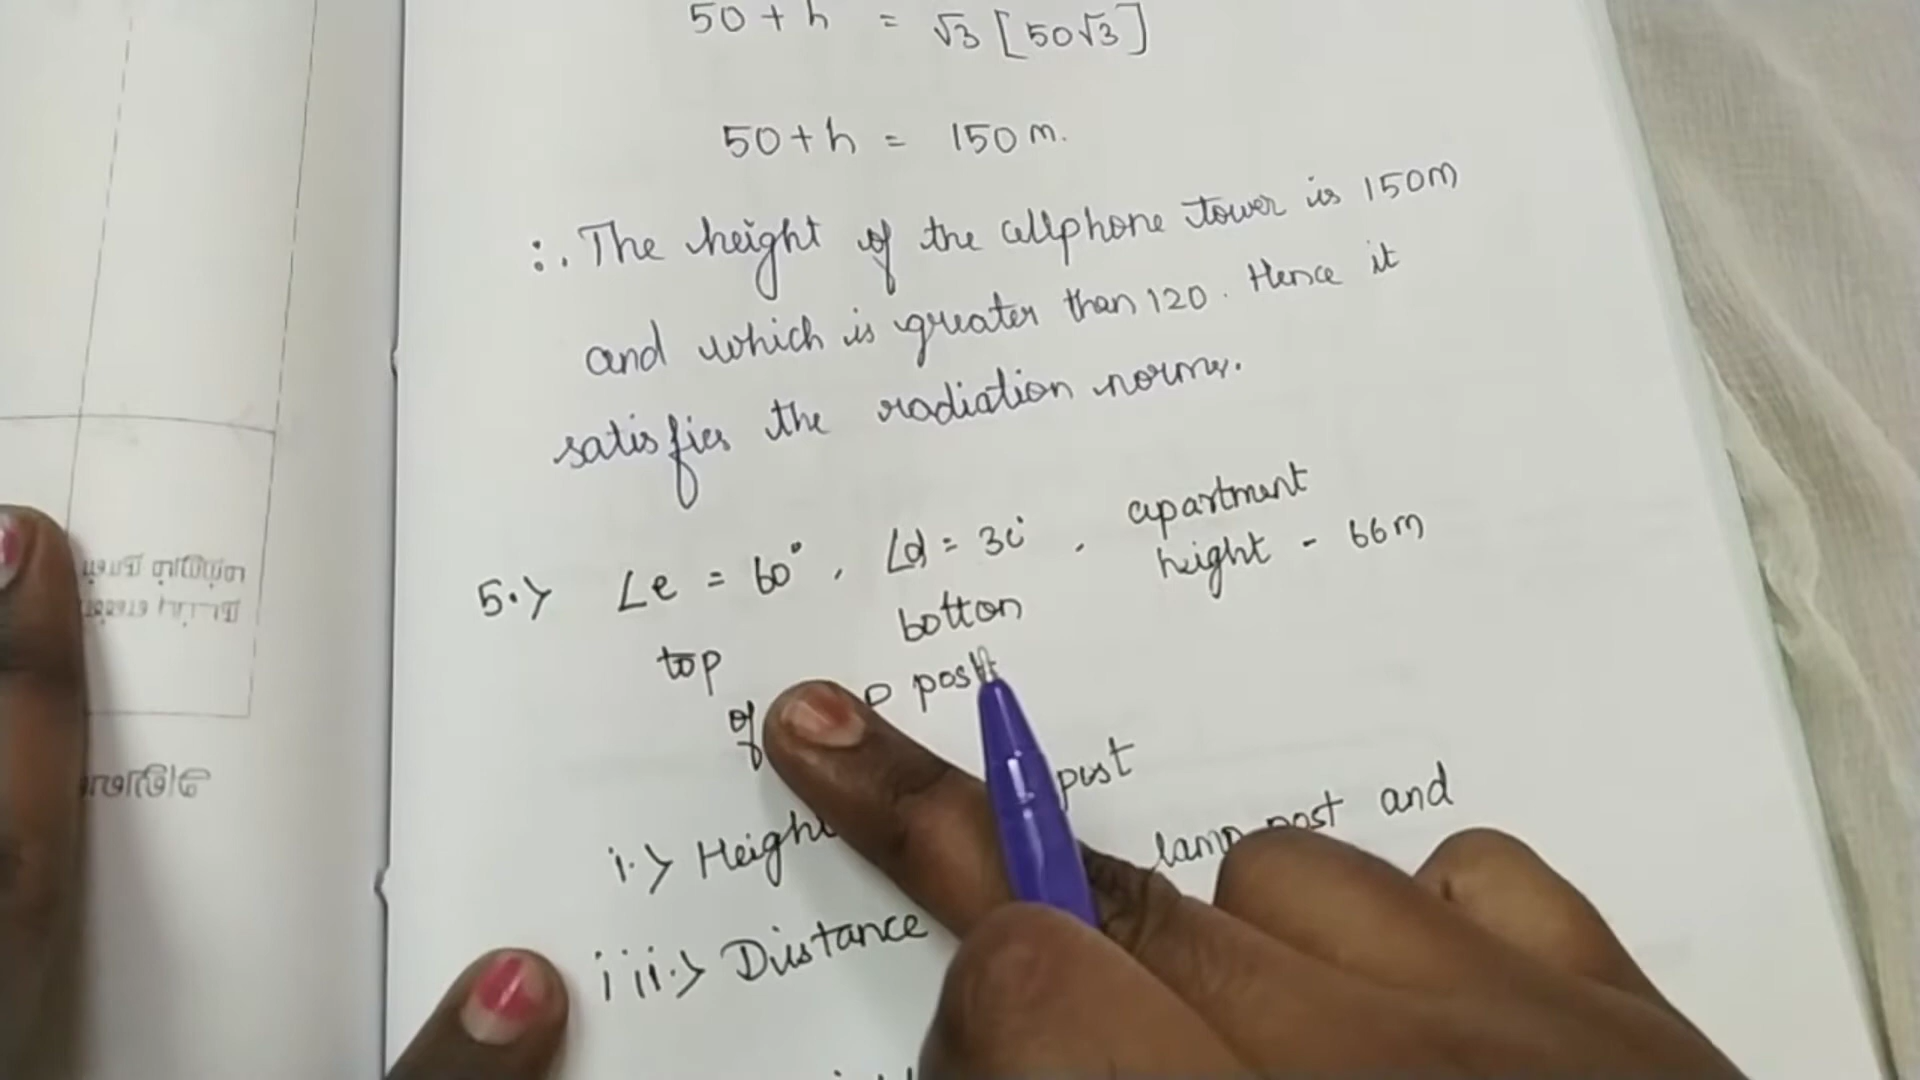 50 + h = √3 [50√3]
50 + h = 150 m.
∴ The height of the cellphone tower is 150m
and which is greater than 120. Hence it
satisfies the radiation norms.
5.> ∠e = 60°, ∠d = 30°, apartment
height - 66m
top
botton
of
post
i.> Height post
iii.> Distance lamp post and